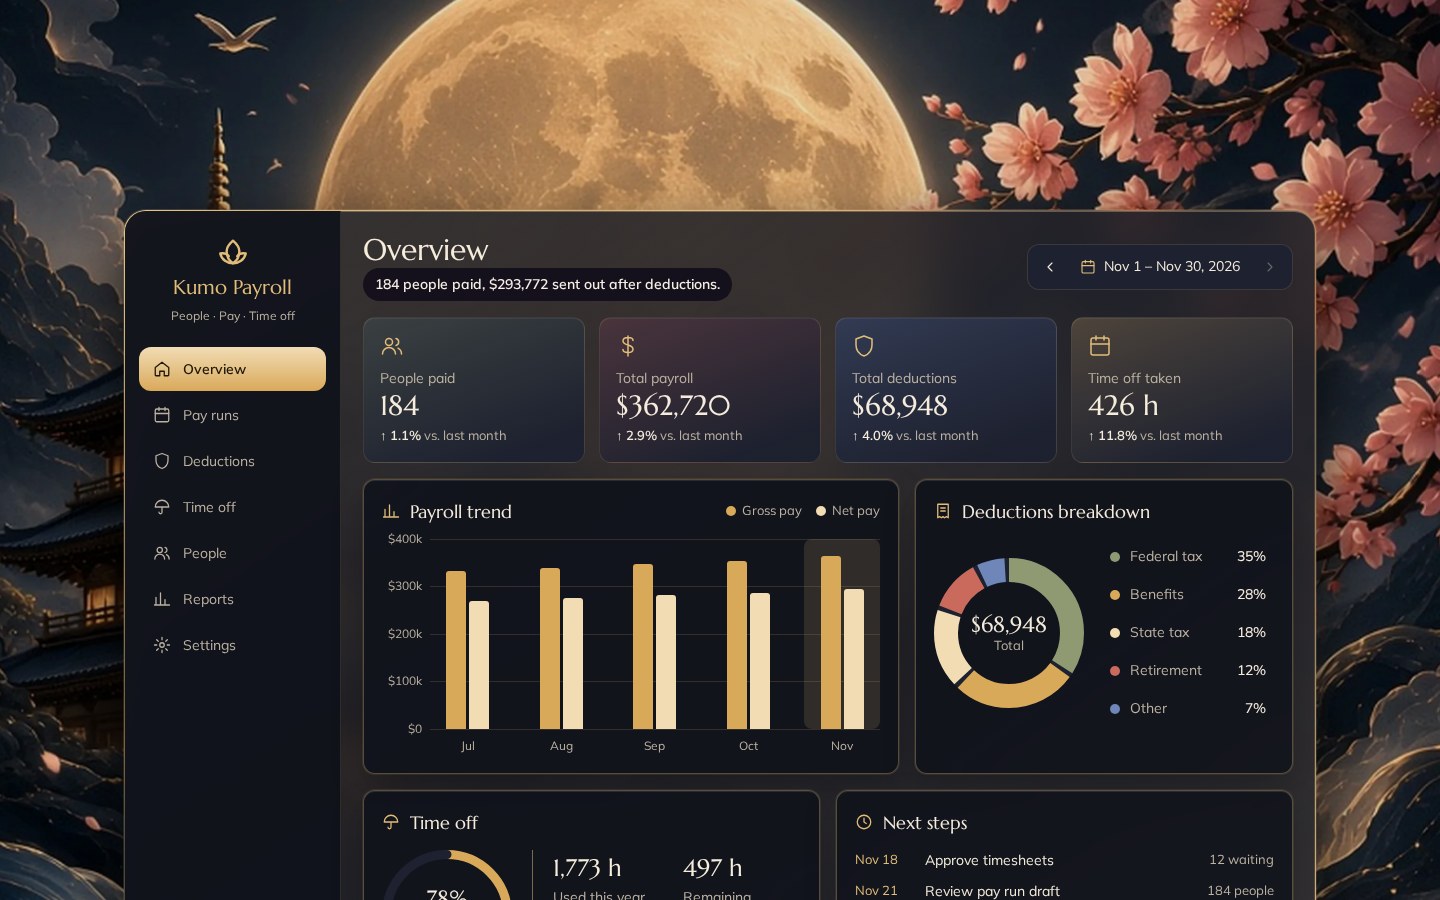 Kumo Payroll
People · Pay · Time off
Overview
Pay runs
Deductions
Time off
People
Reports
Settings
Overview
184 people paid, $293,772 sent out after deductions.
Nov 1 – Nov 30, 2026
People paid
184
↑ 1.1% vs. last month
Total payroll
$362,720
↑ 2.9% vs. last month
Total deductions
$68,948
↑ 4.0% vs. last month
Time off taken
426 h
↑ 11.8% vs. last month
Payroll trend
Gross pay
Net pay
$400k
$300k
$200k
$100k
$0
Jul
Aug
Sep
Oct
Nov
Deductions breakdown
$68,948
Total
Federal tax 35%
Benefits 28%
State tax 18%
Retirement 12%
Other 7%
Time off
78%
1,773 h
Used this year
497 h
Remaining
Next steps
Nov 18 Approve timesheets 12 waiting
Nov 21 Review pay run draft 184 people